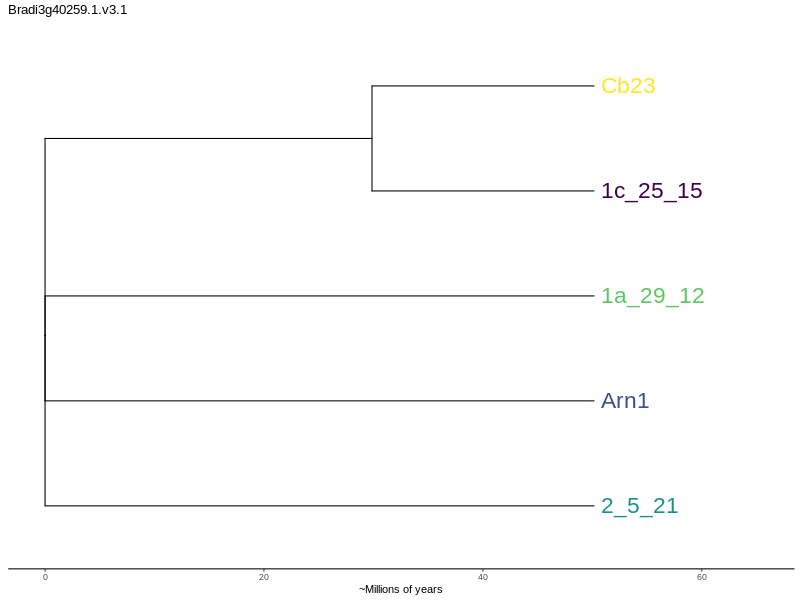 Bradi3g40259.1.v3.1
Cb23
1c_25_15
1a_29_12
Arn1
2_5_21
0 20 40 60
~Millions of years